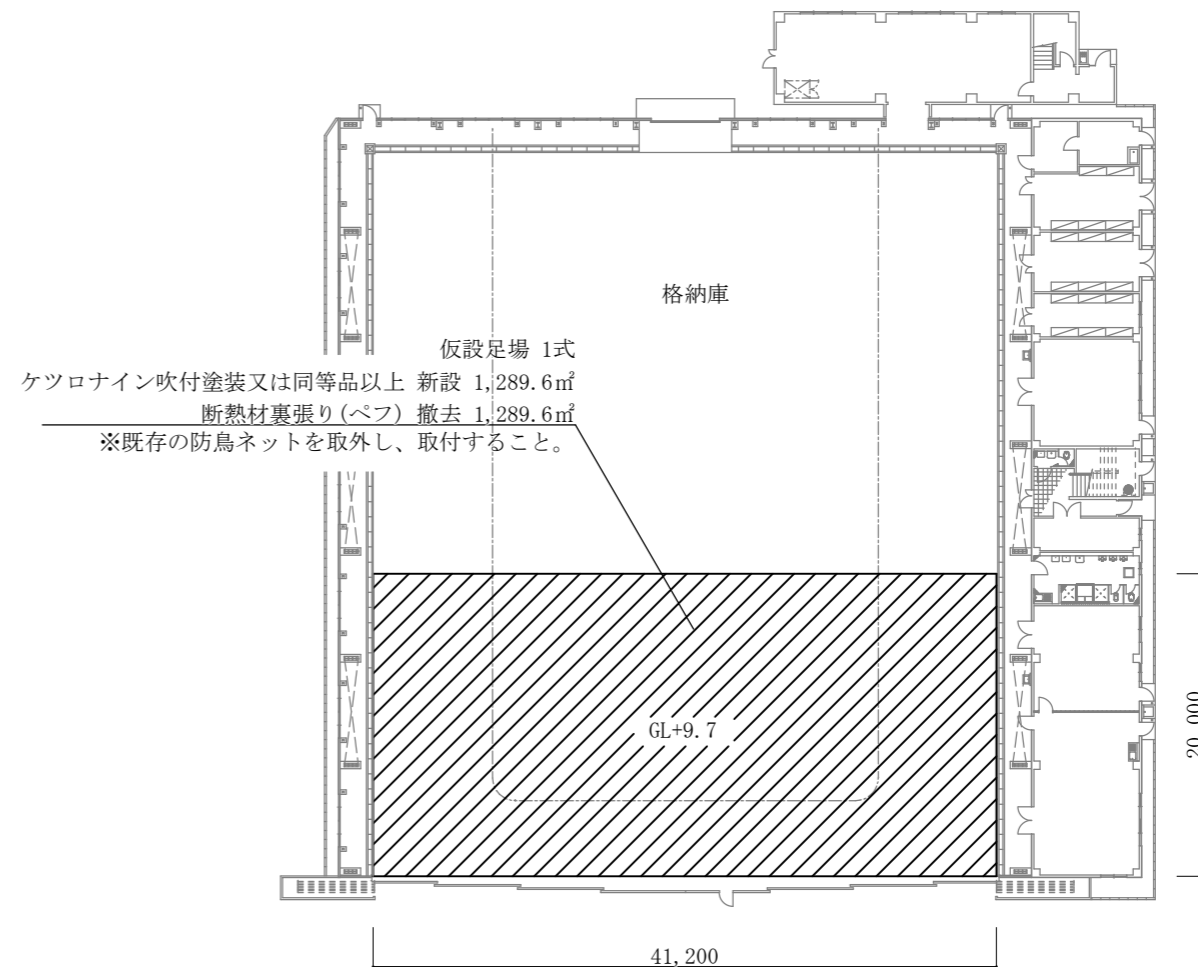 格納庫
仮設足場 1式
ケツロナイン吹付塗装又は同等品以上 新設 1,289.6㎡
断熱材裏張り(ペフ) 撤去 1,289.6㎡
※既存の防鳥ネットを取外し、取付すること。
GL+9.7
20,000
41,200